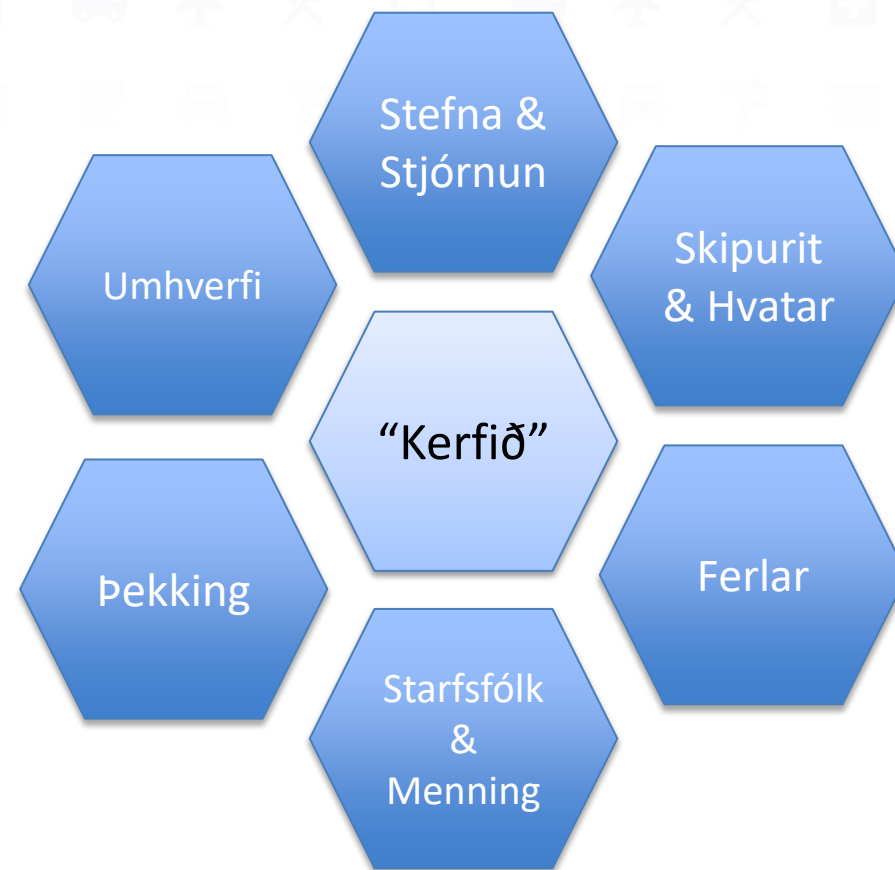 Stefna &
Stjórnun
Umhverfi
Skipurit
& Hvatar
“Kerfið”
Þekking
Ferlar
Starfsfólk
&
Menning